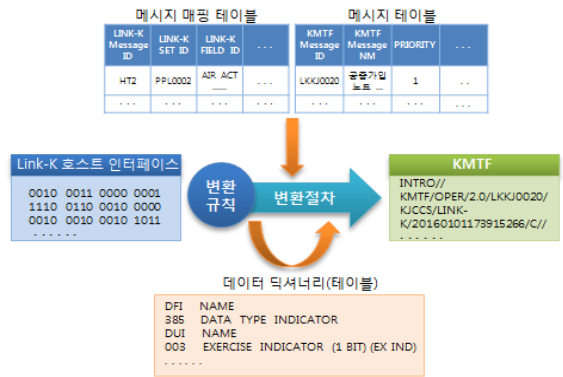 메시지 매핑 테이블
메시지 테이블
LINK-K Message ID
LINK-K SET ID
LINK-K FIELD ID
. . .
KMTF Message ID
KMTF Message NM
PRIORITY
. . .
HT2
PPL0002
AIR ACT ___
. . .
LKKJ0020
공중가입 노트 ...
1
. .
. . .
. . .
. . .
. . .
. . .
. . .
. . .
. . .
Link-K 호스트 인터페이스
0010 0011 0000 0001
1110 0110 0010 0000
0010 0010 0010 1011
. . . . . .
변환
규칙
변환절차
KMTF
INTRO//
KMTF/OPER/2.0/LKKJ0020/
KJCCS/LINK-
K/20160101173915266/C//
. . . . . .
데이터 딕셔너리(테이블)
DFI NAME
385 DATA TYPE INDICATOR
DUI NAME
003 EXERCISE INDICATOR (1 BIT) (EX IND)
. . . . . .